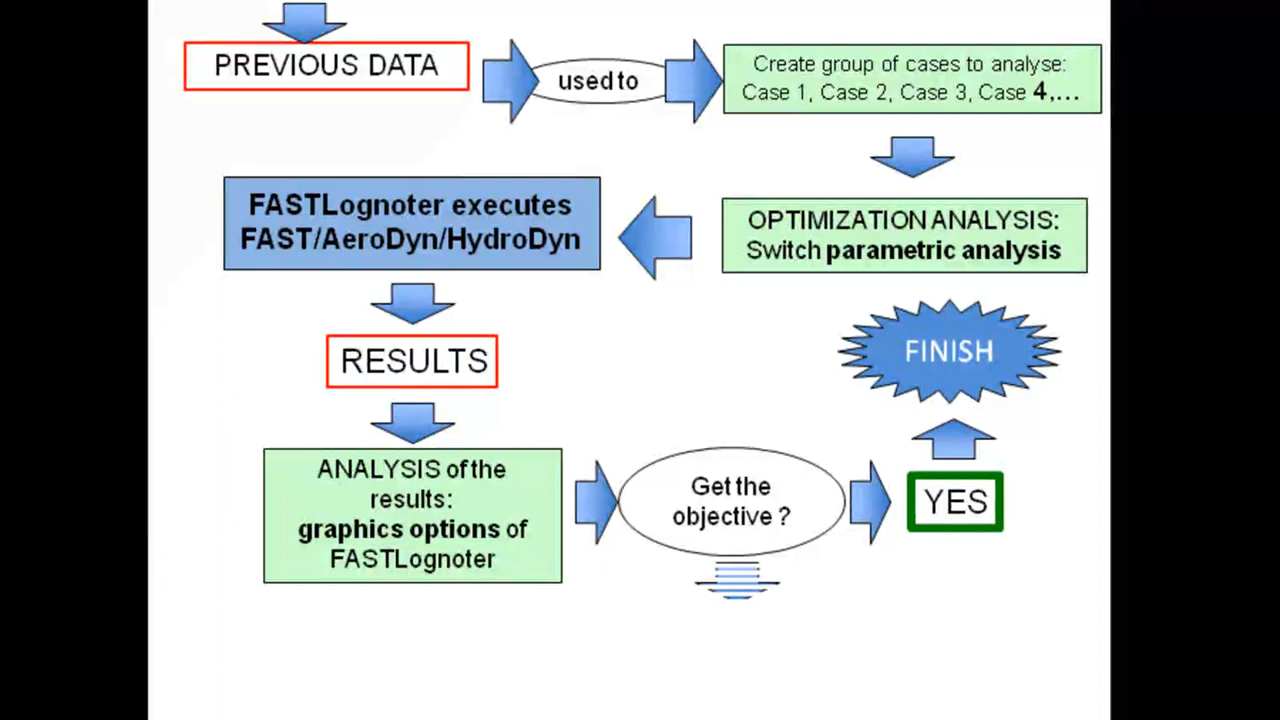 PREVIOUS DATA
used to
Create group of cases to analyse:
Case 1, Case 2, Case 3, Case 4,...
OPTIMIZATION ANALYSIS:
Switch parametric analysis
FASTLognoter executes
FAST/AeroDyn/HydroDyn
RESULTS
FINISH
ANALYSIS of the
results:
graphics options of
FASTLognoter
Get the
objective ?
YES